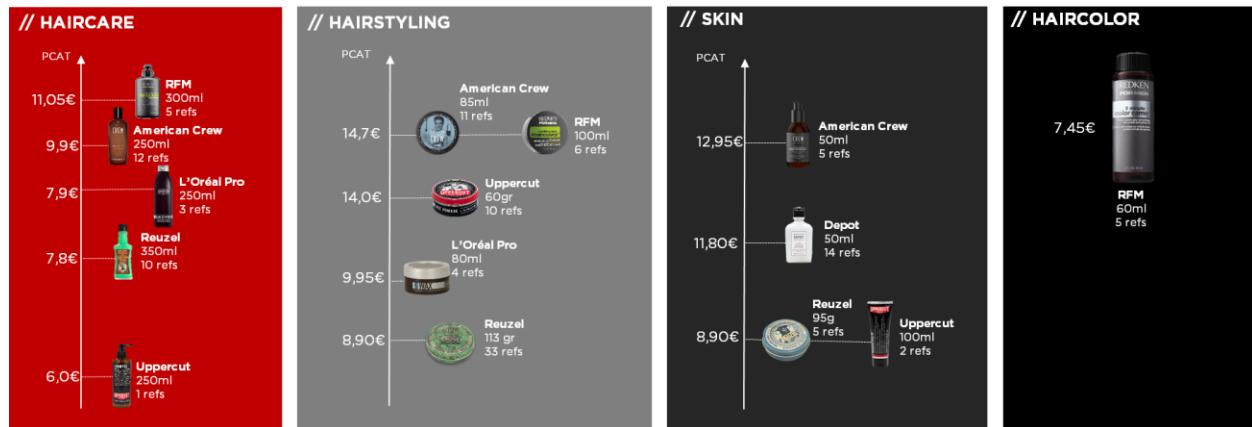 // HAIRCARE
PCAT
RFM
11,05€
300ml
5 refs
American Crew
9,9€
250ml
12 refs
L'Oréal Pro
7,9€
250ml
3 refs
Reuzel
350ml
7,8€
10 refs
Uppercut
6,0€
250ml
1 refs
// HAIRSTYLING
PCAT
American Crew
85ml
11 refs
14,7€
CREW
REDKEN
RFM
100ml
6 refs
Uppercut
14,0€
60gr
10 refs
L'Oréal Pro
80ml
9,95€
4 refs
WAX
Reuzel
8,90€
113 gr
33 refs
// SKIN
PCAT
American Crew
12,95€
50ml
5 refs
Depot
11,80€
50ml
14 refs
Reuzel
95g
5 refs
8,90€
Uppercut
100ml
2 refs
// HAIRCOLOR
REDKEN
FOR MEN
7,45€
RFM
60ml
5 refs